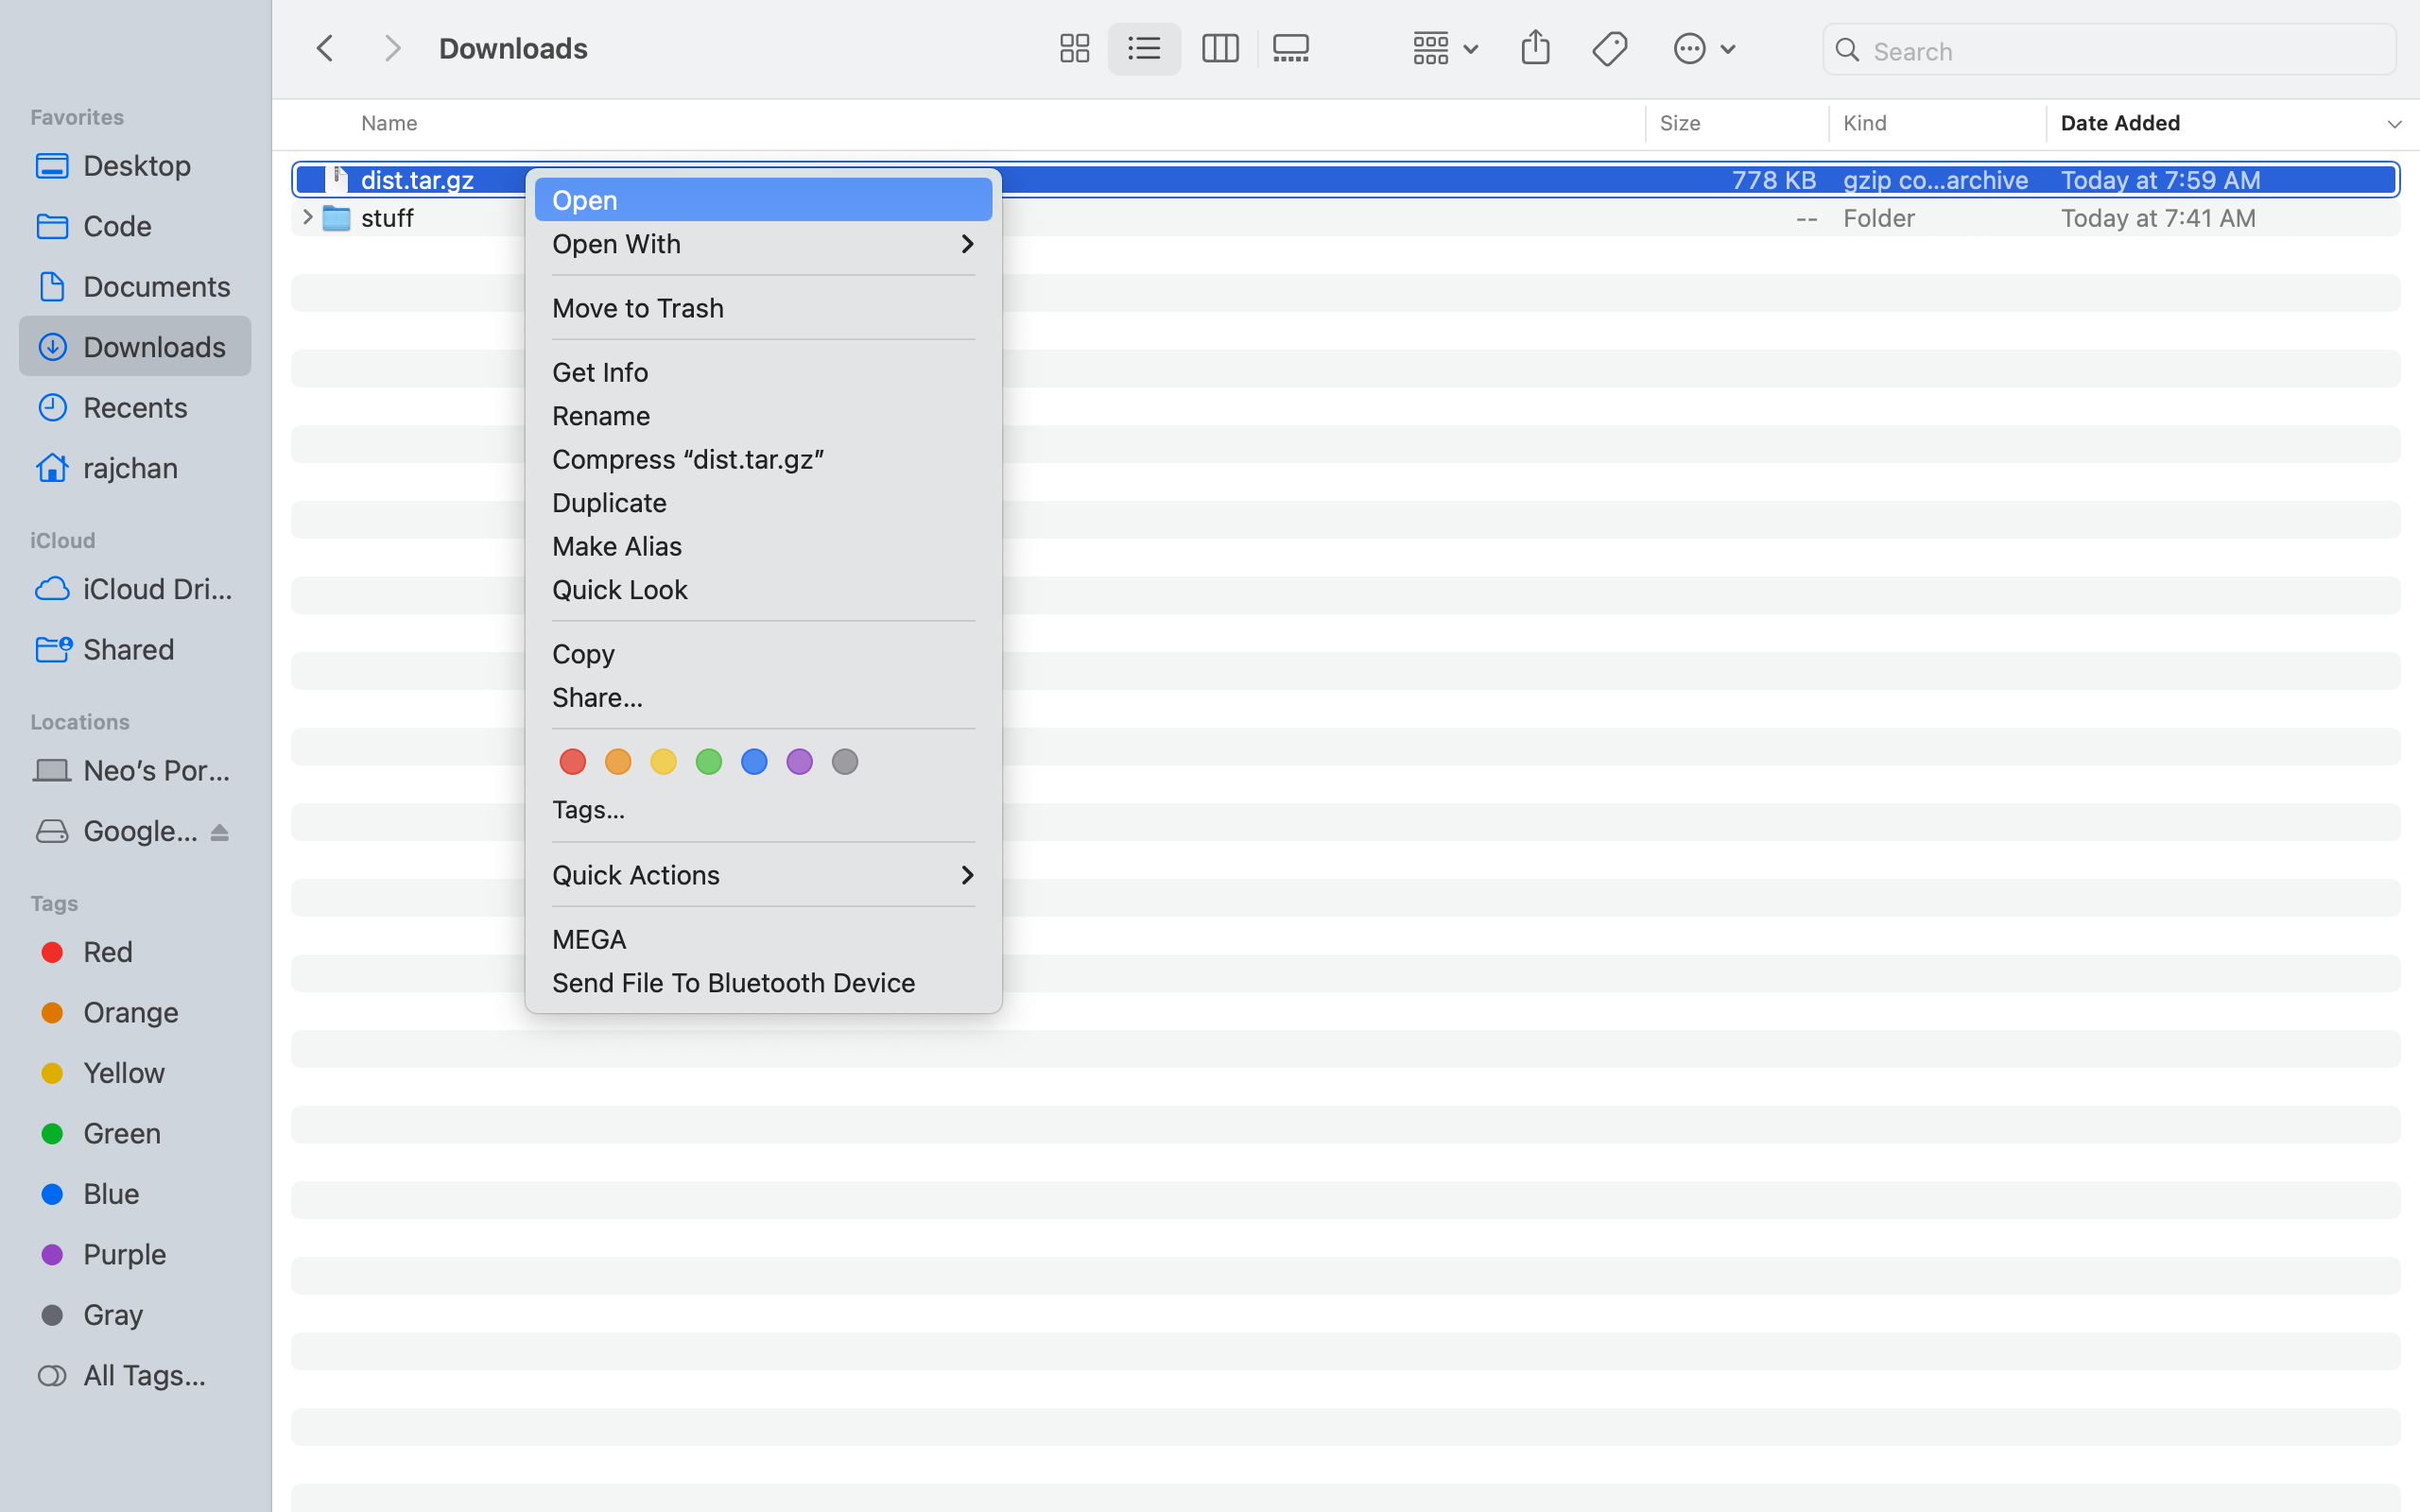 Downloads
Search
Favorites
Desktop
Code
Documents
Downloads
Recents
rajchan
iCloud
iCloud Dri...
Shared
Locations
Neo’s Por...
Google...
Tags
Red
Orange
Yellow
Green
Blue
Purple
Gray
All Tags...
Name Size Kind Date Added
dist.tar.gz 778 KB gzip co...archive Today at 7:59 AM
stuff -- Folder Today at 7:41 AM
Open
Open With
Move to Trash
Get Info
Rename
Compress “dist.tar.gz”
Duplicate
Make Alias
Quick Look
Copy
Share...
Tags...
Quick Actions
MEGA
Send File To Bluetooth Device